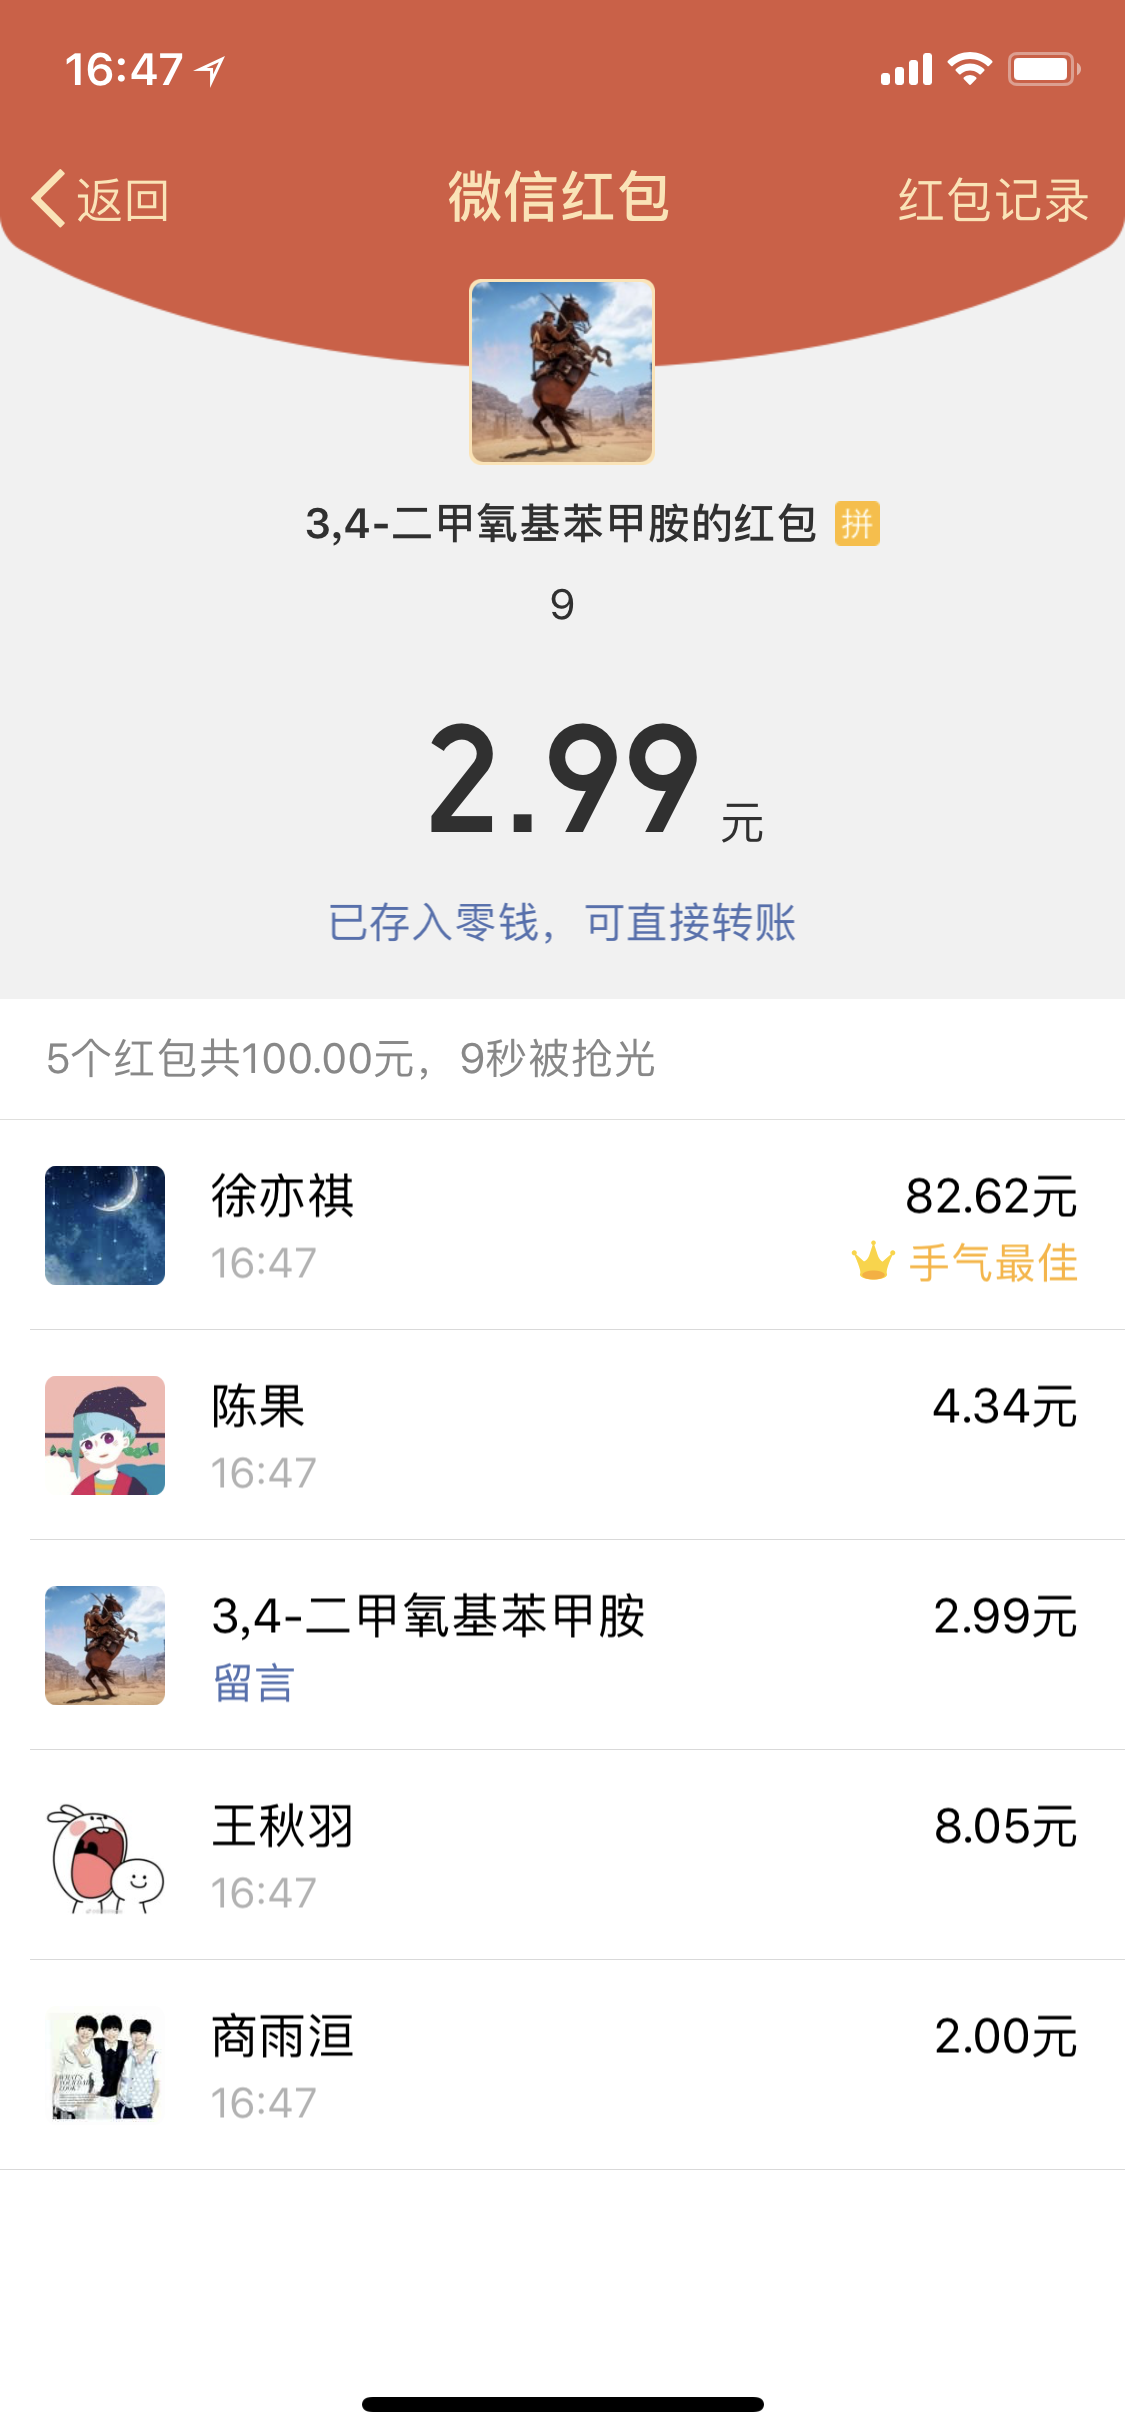 16:47
返回
微信红包
红包记录
3,4-二甲氧基苯甲胺的红包 拼
9
2.99 元
已存入零钱，可直接转账
5个红包共100.00元，9秒被抢光
徐亦祺
82.62元
16:47
手气最佳
陈果
4.34元
16:47
3,4-二甲氧基苯甲胺
2.99元
留言
王秋羽
8.05元
16:47
商雨洹
2.00元
16:47